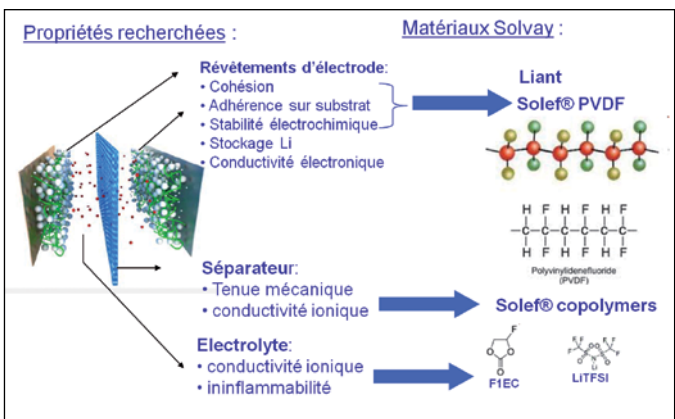 Propriétés recherchées :
Matériaux Solvay :
Révêtements d'électrode:
• Cohésion
• Adhérence sur substrat
• Stabilité électrochimique
• Stockage Li
• Conductivité électronique
Liant
Solef® PVDF
H F H F H F
C C C C C C
H F H F H F
Polyvinylidenefluoride
(PVDF)
Séparateur:
• Tenue mécanique
• conductivité ionique
Solef® copolymers
Electrolyte:
• conductivité ionique
• ininflammabilité
F
O O
O
F1EC
LiTFSI